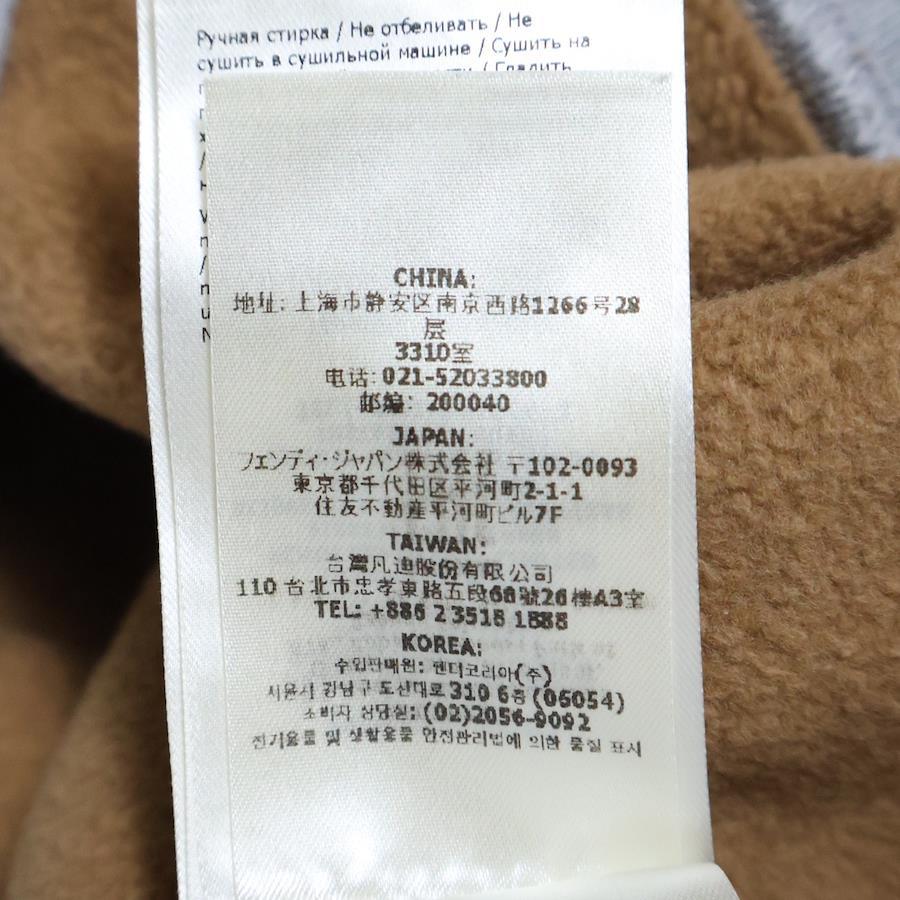 Ручная стирка / Не отбеливать / Не
сушить в сушильной машине / Сушить на
/ Гладить
CHINA:
地址: 上海市静安区南京西路1266号28
层
3310室
电话: 021-52033800
邮编: 200040
JAPAN:
フェンディ・ジャパン株式会社 〒102-0093
東京都千代田区平河町2-1-1
住友不動産平河町ビル7F
TAIWAN:
台灣凡迪股份有限公司
110 台北市忠孝東路五段68號26樓A3室
TEL: +886 2 3518 1888
KOREA:
수입판매원: 펜디코리아(주)
서울시 강남구 도산대로 310 6층 (06054)
소비자 상담실: (02)2056-9092
전기용품 및 생활용품 안전관리법에 의한 품질 표시